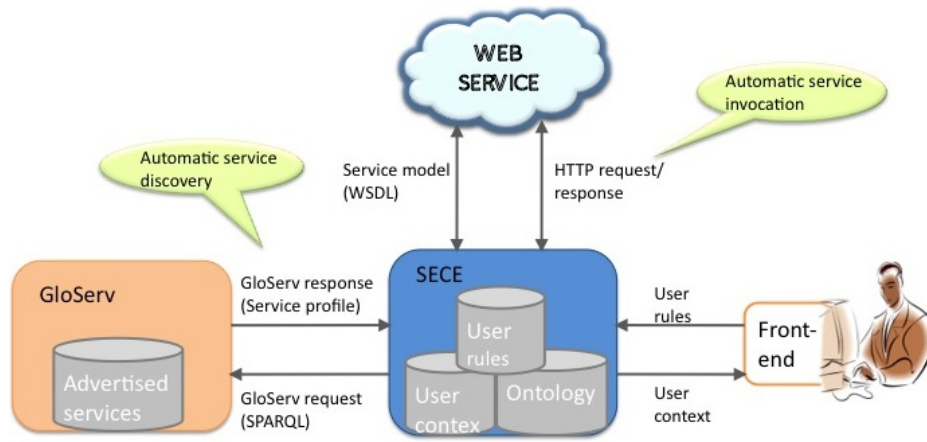 WEB
SERVICE
Automatic service
invocation
Automatic service
discovery
Service model
(WSDL)
HTTP request/
response
GloServ
Advertised
services
GloServ response
(Service profile)
GloServ request
(SPARQL)
SECE
User
rules
User
contex
Ontology
User
rules
User
context
Front-
end